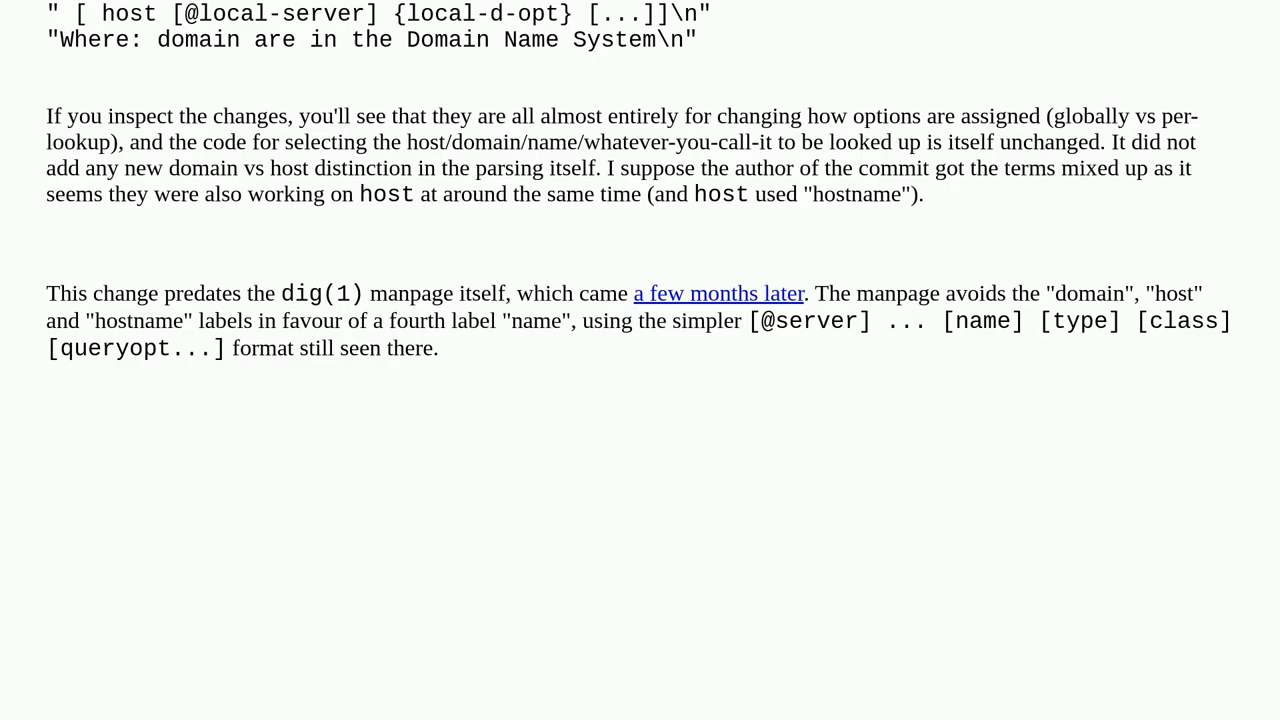 " [ host [@local-server] {local-d-opt} [...]]\n"
"Where: domain are in the Domain Name System\n"
If you inspect the changes, you'll see that they are all almost entirely for changing how options are assigned (globally vs per-
lookup), and the code for selecting the host/domain/name/whatever-you-call-it to be looked up is itself unchanged. It did not
add any new domain vs host distinction in the parsing itself. I suppose the author of the commit got the terms mixed up as it
seems they were also working on host at around the same time (and host used "hostname").
This change predates the dig(1) manpage itself, which came a few months later. The manpage avoids the "domain", "host"
and "hostname" labels in favour of a fourth label "name", using the simpler [@server] ... [name] [type] [class]
[queryopt...] format still seen there.